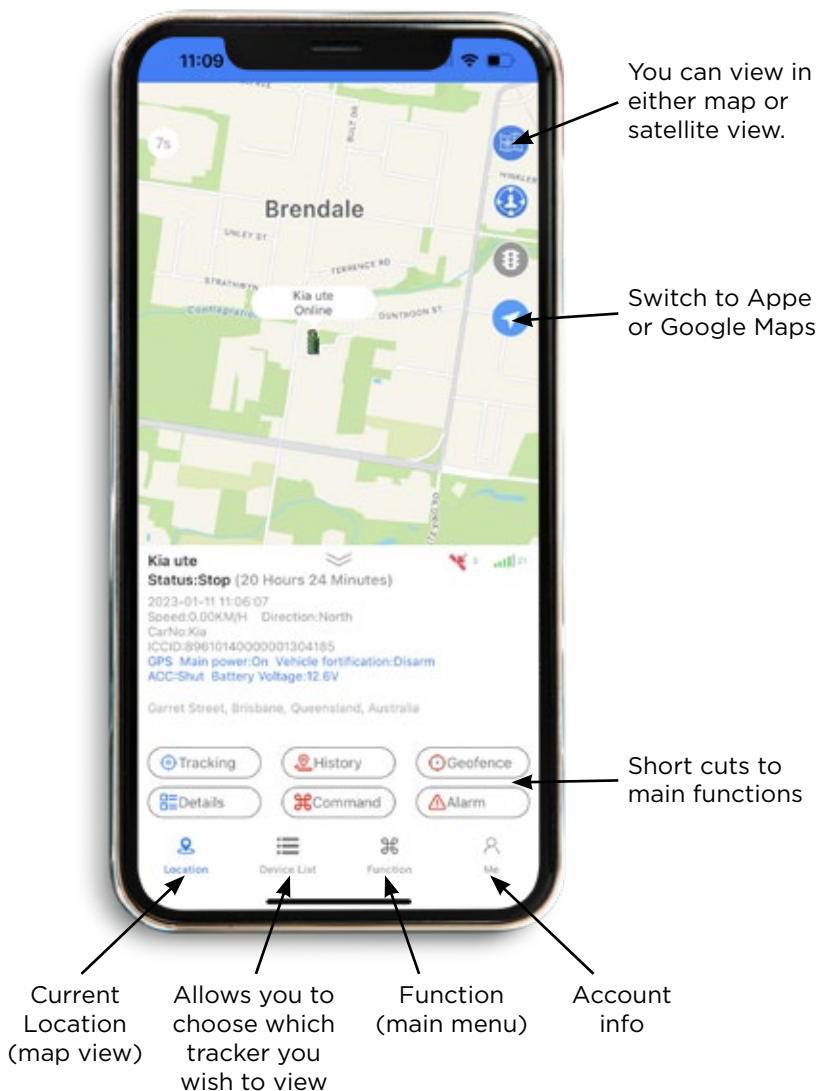 11:09
You can view in
either map or
satellite view.
7s
BULT DR
Brendale
UNLEY ST
TERRENCE RD
Kia ute
Online
DUNTROON ST
Switch to Appe
or Google Maps
Kia ute
Status:Stop (20 Hours 24 Minutes)
21
2023-01-11 11:06:07
Speed:0.00KM/H Direction:North
CarNo:Kia
ICCID:89610140000001304185
GPS Main power:On Vehicle fortification:Disarm
ACC:Shut Battery Voltage:12.6V
Garret Street, Brisbane, Queensland, Australia
Tracking
History
Geofence
Details
Command
Alarm
Short cuts to
main functions
Location
Device List
Function
Me
Current
Location
(map view)
Allows you to
choose which
tracker you
wish to view
Function
(main menu)
Account
info